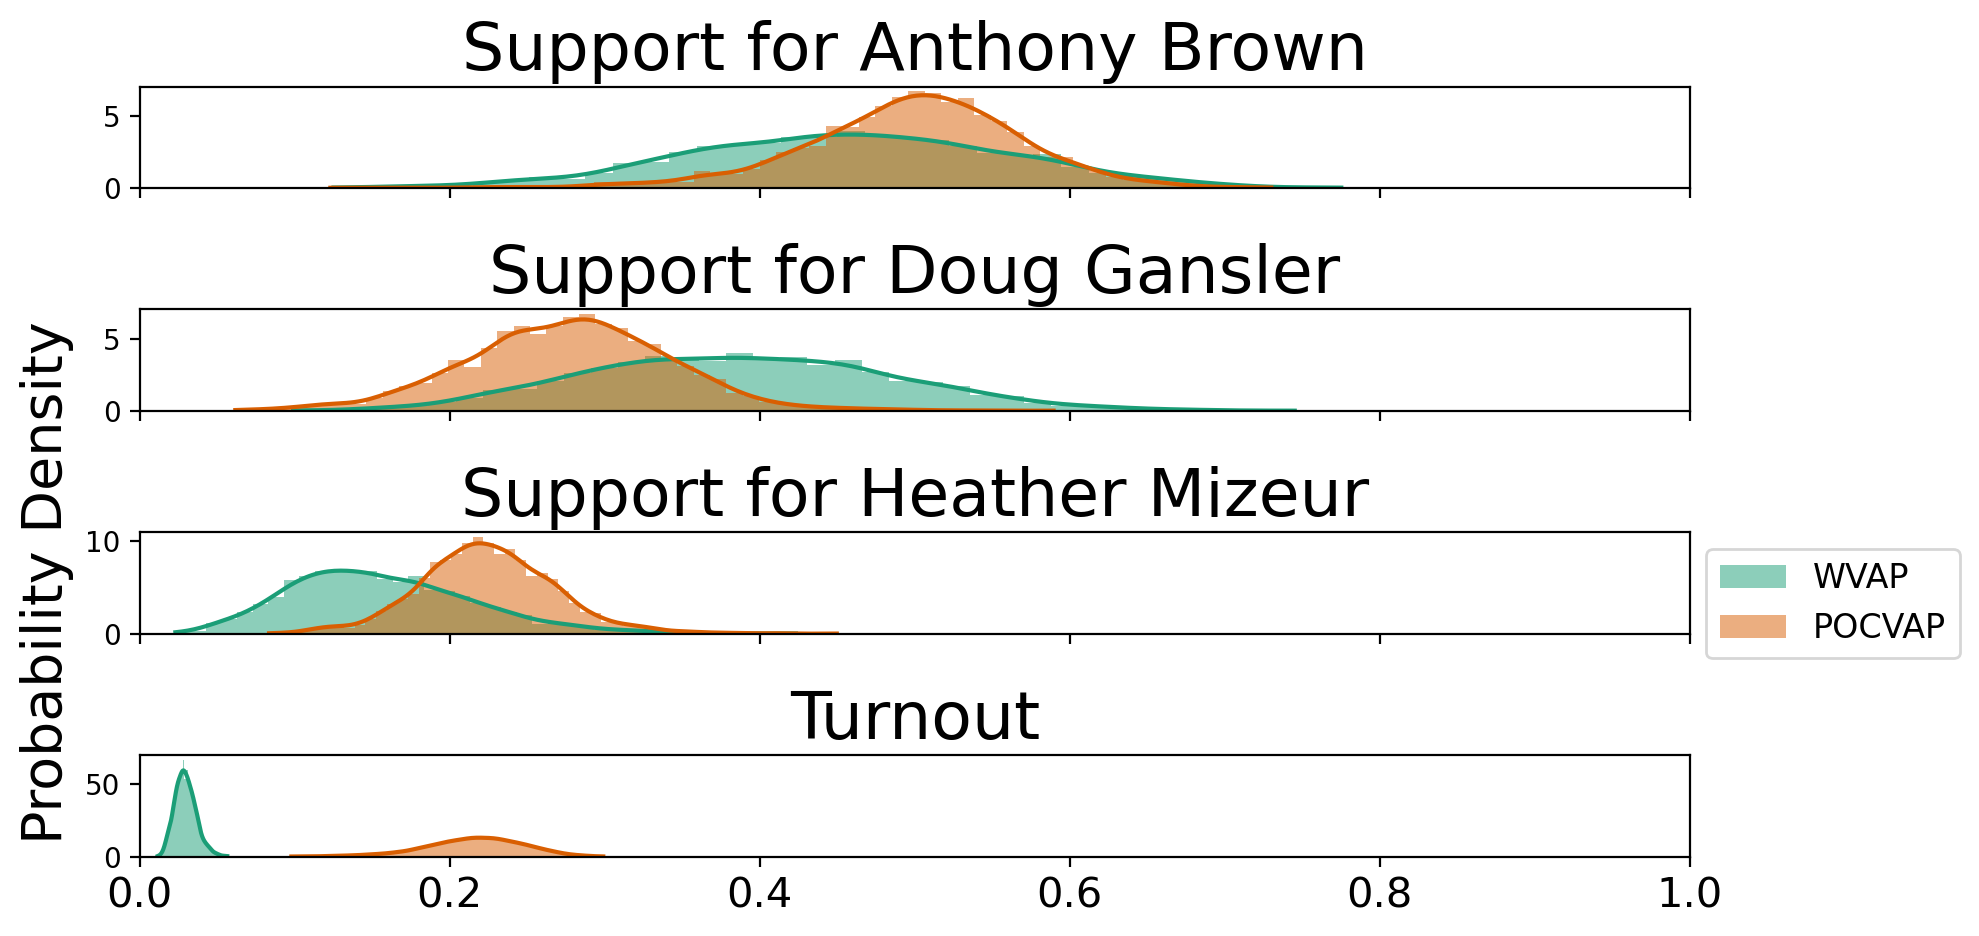 Support for Anthony Brown
5
0
Support for Doug Gansler
5
0
Probability Density
Support for Heather Mizeur
10
0
WVAP
POCVAP
Turnout
50
0
0.0 0.2 0.4 0.6 0.8 1.0